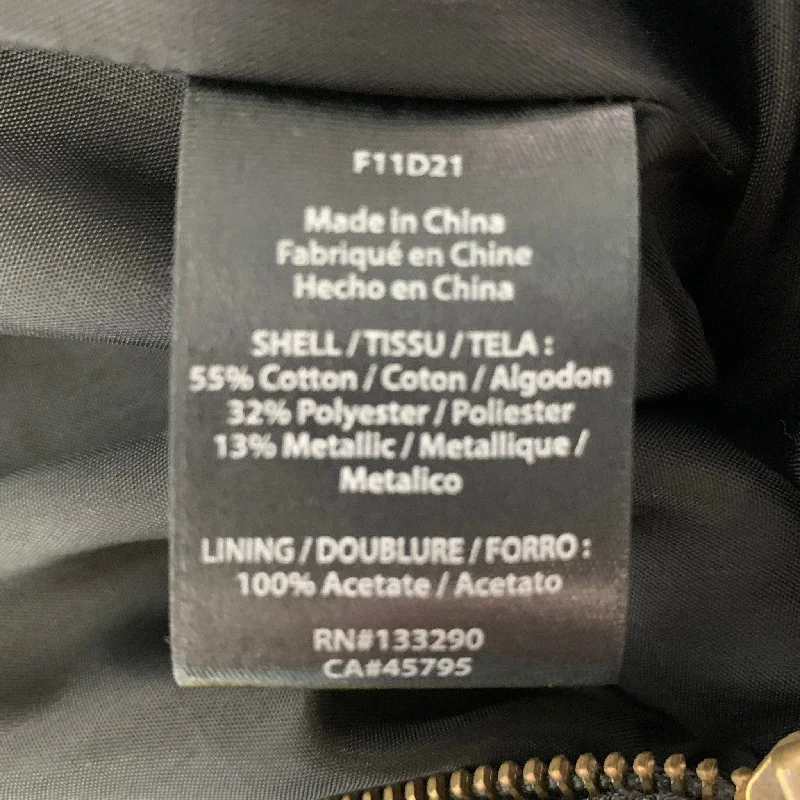 F11D21
Made in China
Fabriqué en Chine
Hecho en China
SHELL / TISSU / TELA :
55% Cotton / Coton / Algodon
32% Polyester / Poliester
13% Metallic / Metallique /
Metalico
LINING / DOUBLURE / FORRO :
100% Acetate / Acetato
RN#133290
CA#45795